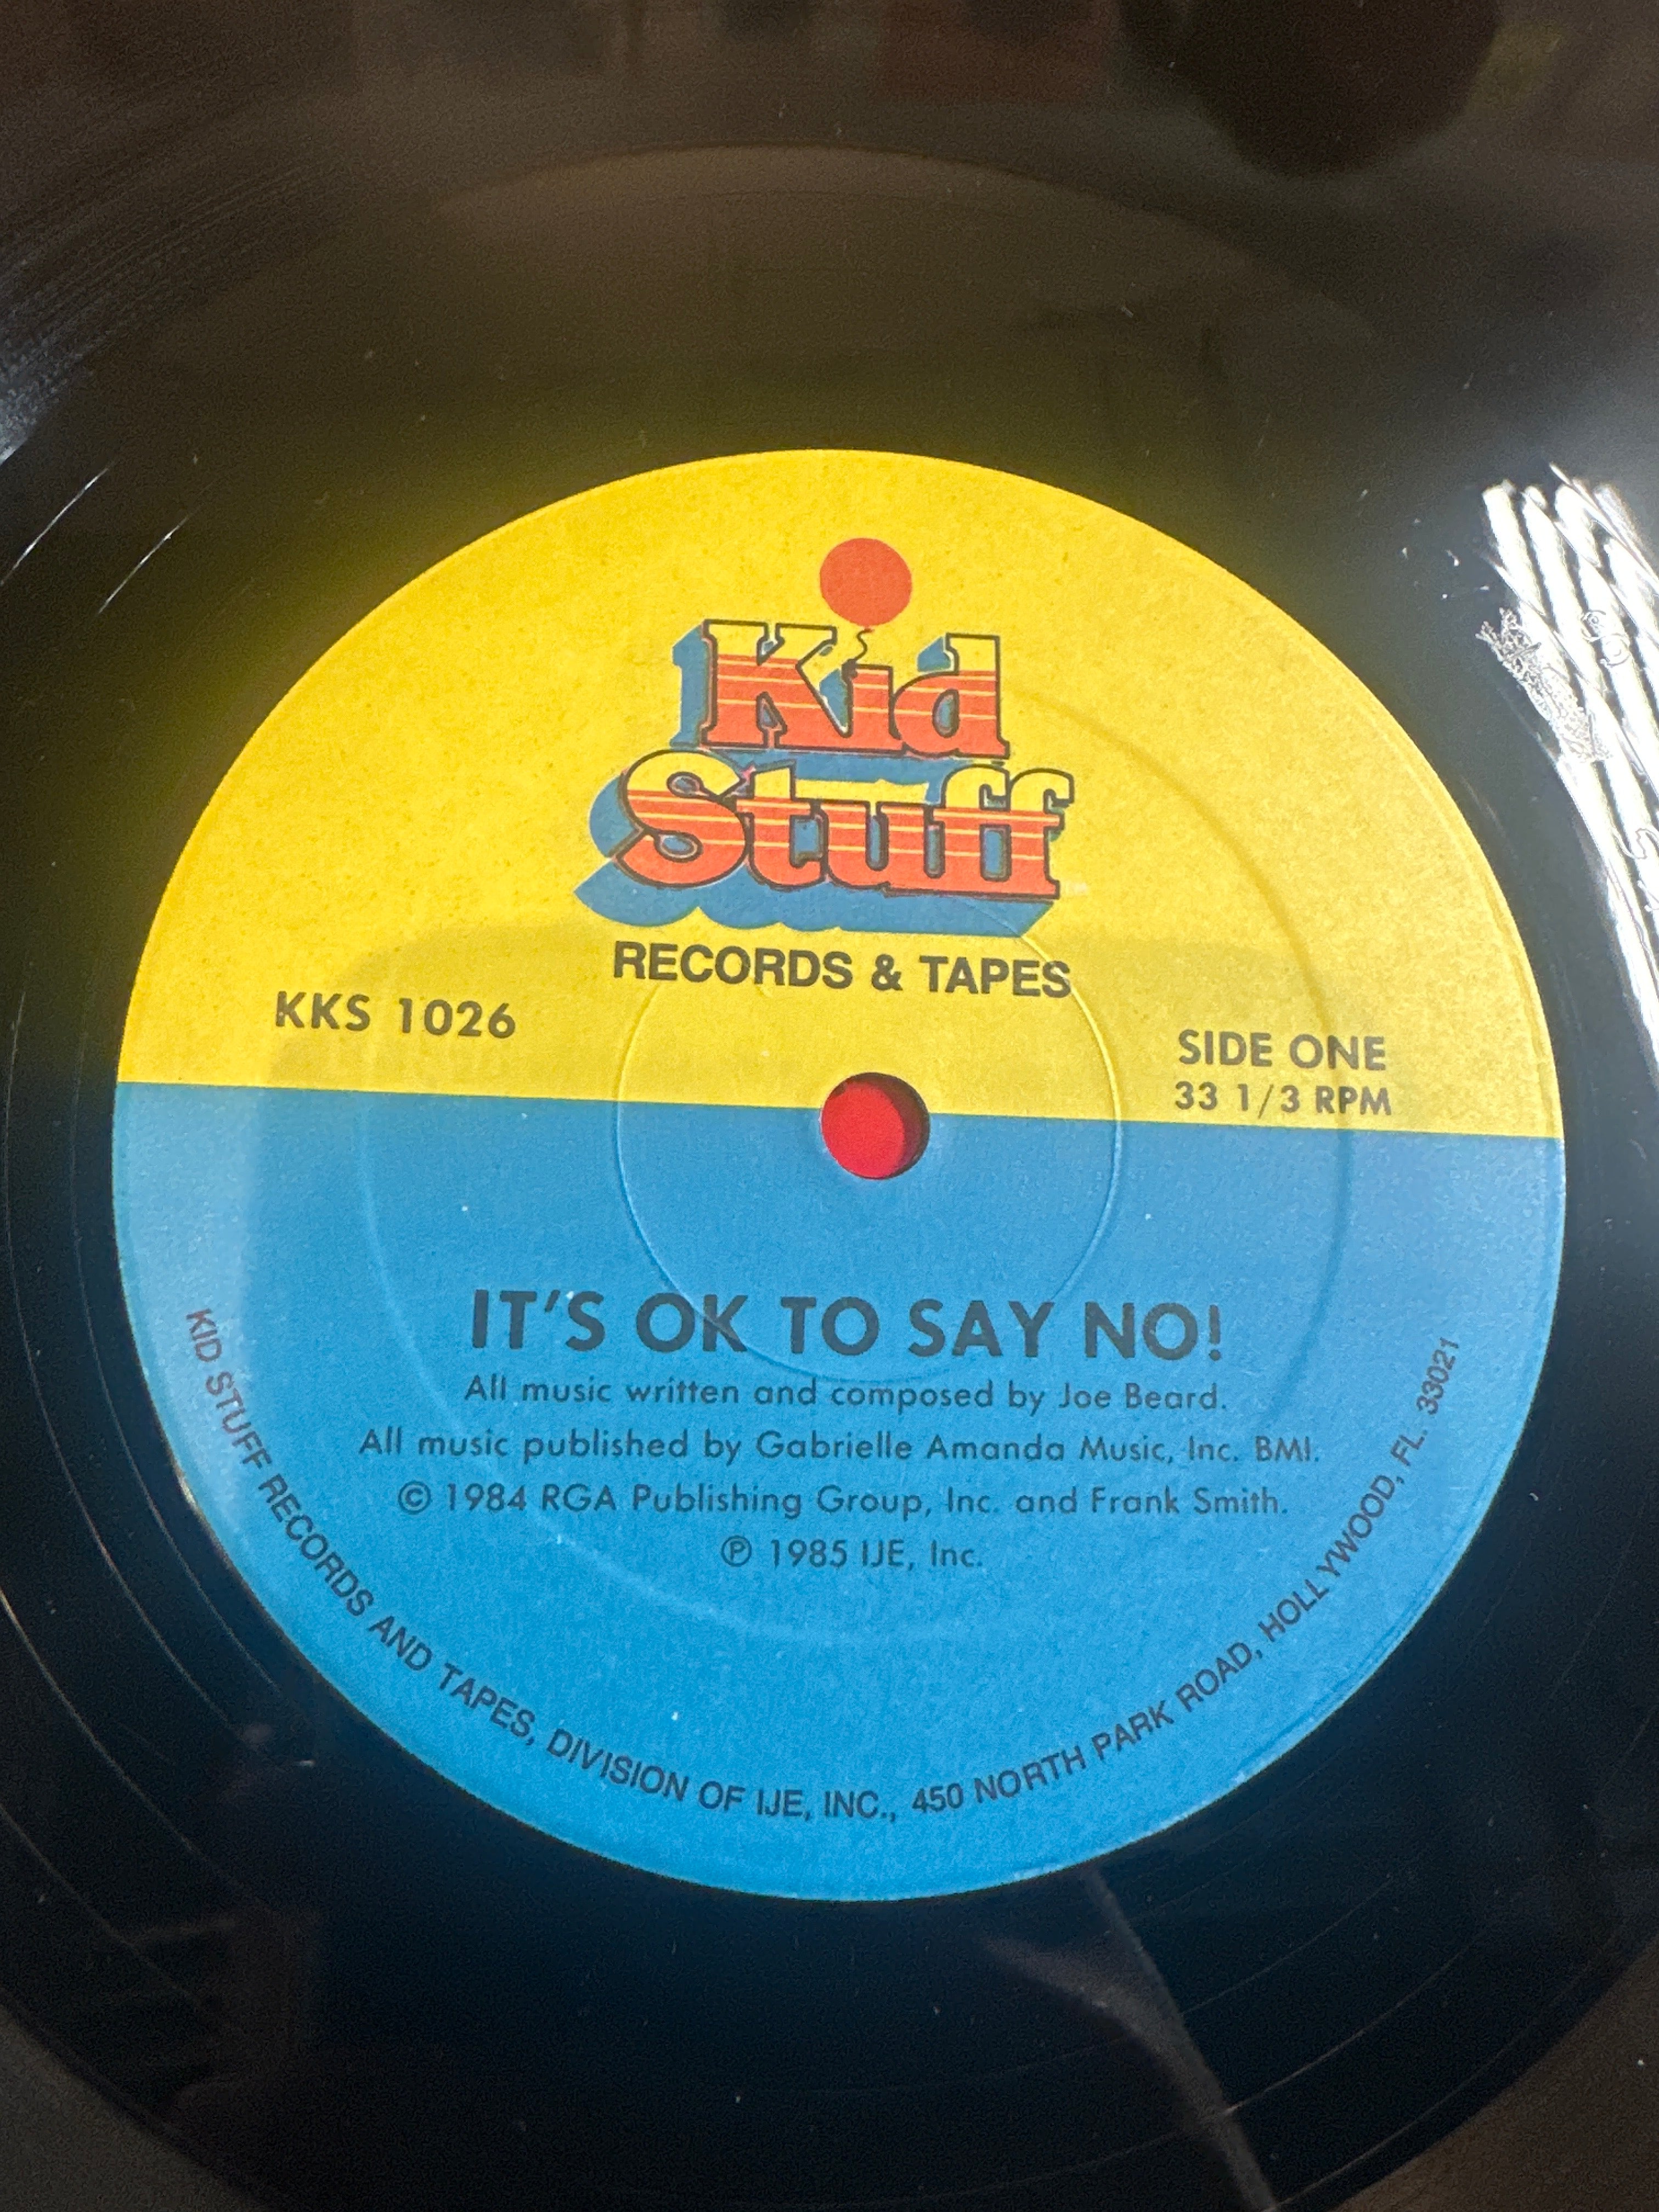 Kid
Stuff
RECORDS & TAPES
KKS 1026
SIDE ONE
33 1/3 RPM
IT'S OK TO SAY NO!
All music written and composed by Joe Beard.
All music published by Gabrielle Amanda Music, Inc. BMI.
© 1984 RGA Publishing Group, Inc. and Frank Smith.
℗ 1985 IJE, Inc.
KID STUFF RECORDS AND TAPES, DIVISION OF IJE, INC., 450 NORTH PARK ROAD, HOLLYWOOD, FL. 33021